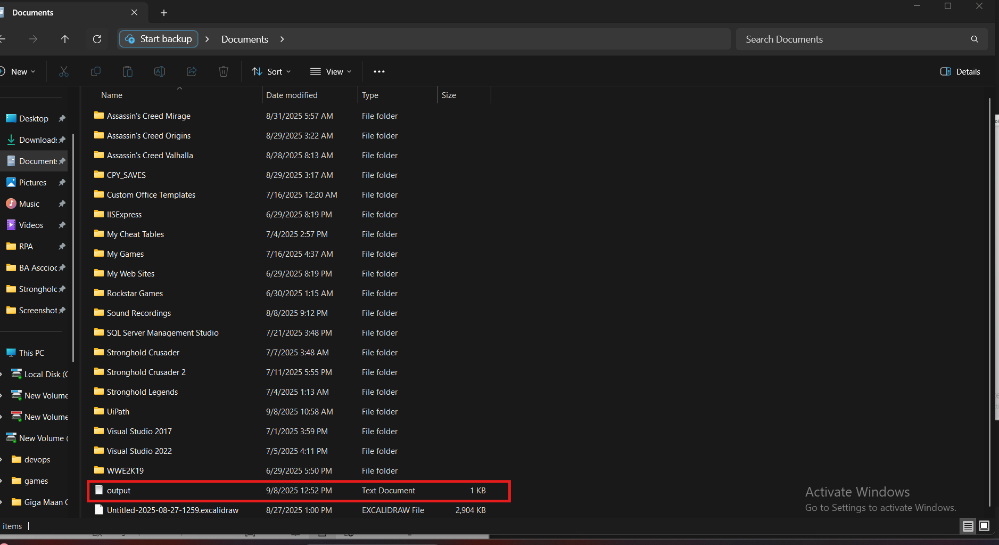 Documents
Start backup > Documents >
Search Documents
New
Sort
View
Details
Name Date modified Type Size
Desktop
Download
Document
Pictures
Music
Videos
RPA
BA Asccioc
Stronghold
Screenshot
This PC
Local Disk (
New Volume
New Volume
New Volume (
devops
games
Giga Maan
Assassin's Creed Mirage 8/31/2025 5:57 AM File folder
Assassin's Creed Origins 8/29/2025 3:22 AM File folder
Assassin's Creed Valhalla 8/28/2025 8:13 AM File folder
CPY_SAVES 8/29/2025 3:17 AM File folder
Custom Office Templates 7/16/2025 12:20 AM File folder
IISExpress 6/29/2025 8:19 PM File folder
My Cheat Tables 7/4/2025 2:57 PM File folder
My Games 7/16/2025 4:37 AM File folder
My Web Sites 6/29/2025 8:19 PM File folder
Rockstar Games 6/30/2025 1:15 AM File folder
Sound Recordings 8/8/2025 9:12 PM File folder
SQL Server Management Studio 7/21/2025 3:48 PM File folder
Stronghold Crusader 7/7/2025 3:48 AM File folder
Stronghold Crusader 2 7/11/2025 5:55 PM File folder
Stronghold Legends 7/4/2025 1:13 AM File folder
UiPath 9/8/2025 10:58 AM File folder
Visual Studio 2017 7/1/2025 3:59 PM File folder
Visual Studio 2022 7/5/2025 4:11 PM File folder
WWE2K19 6/29/2025 5:50 PM File folder
output 9/8/2025 12:52 PM Text Document 1 KB
Untitled-2025-08-27-1259.excalidraw 8/27/2025 1:00 PM EXCALIDRAW File 2,904 KB
Activate Windows
Go to Settings to activate Windows.
items